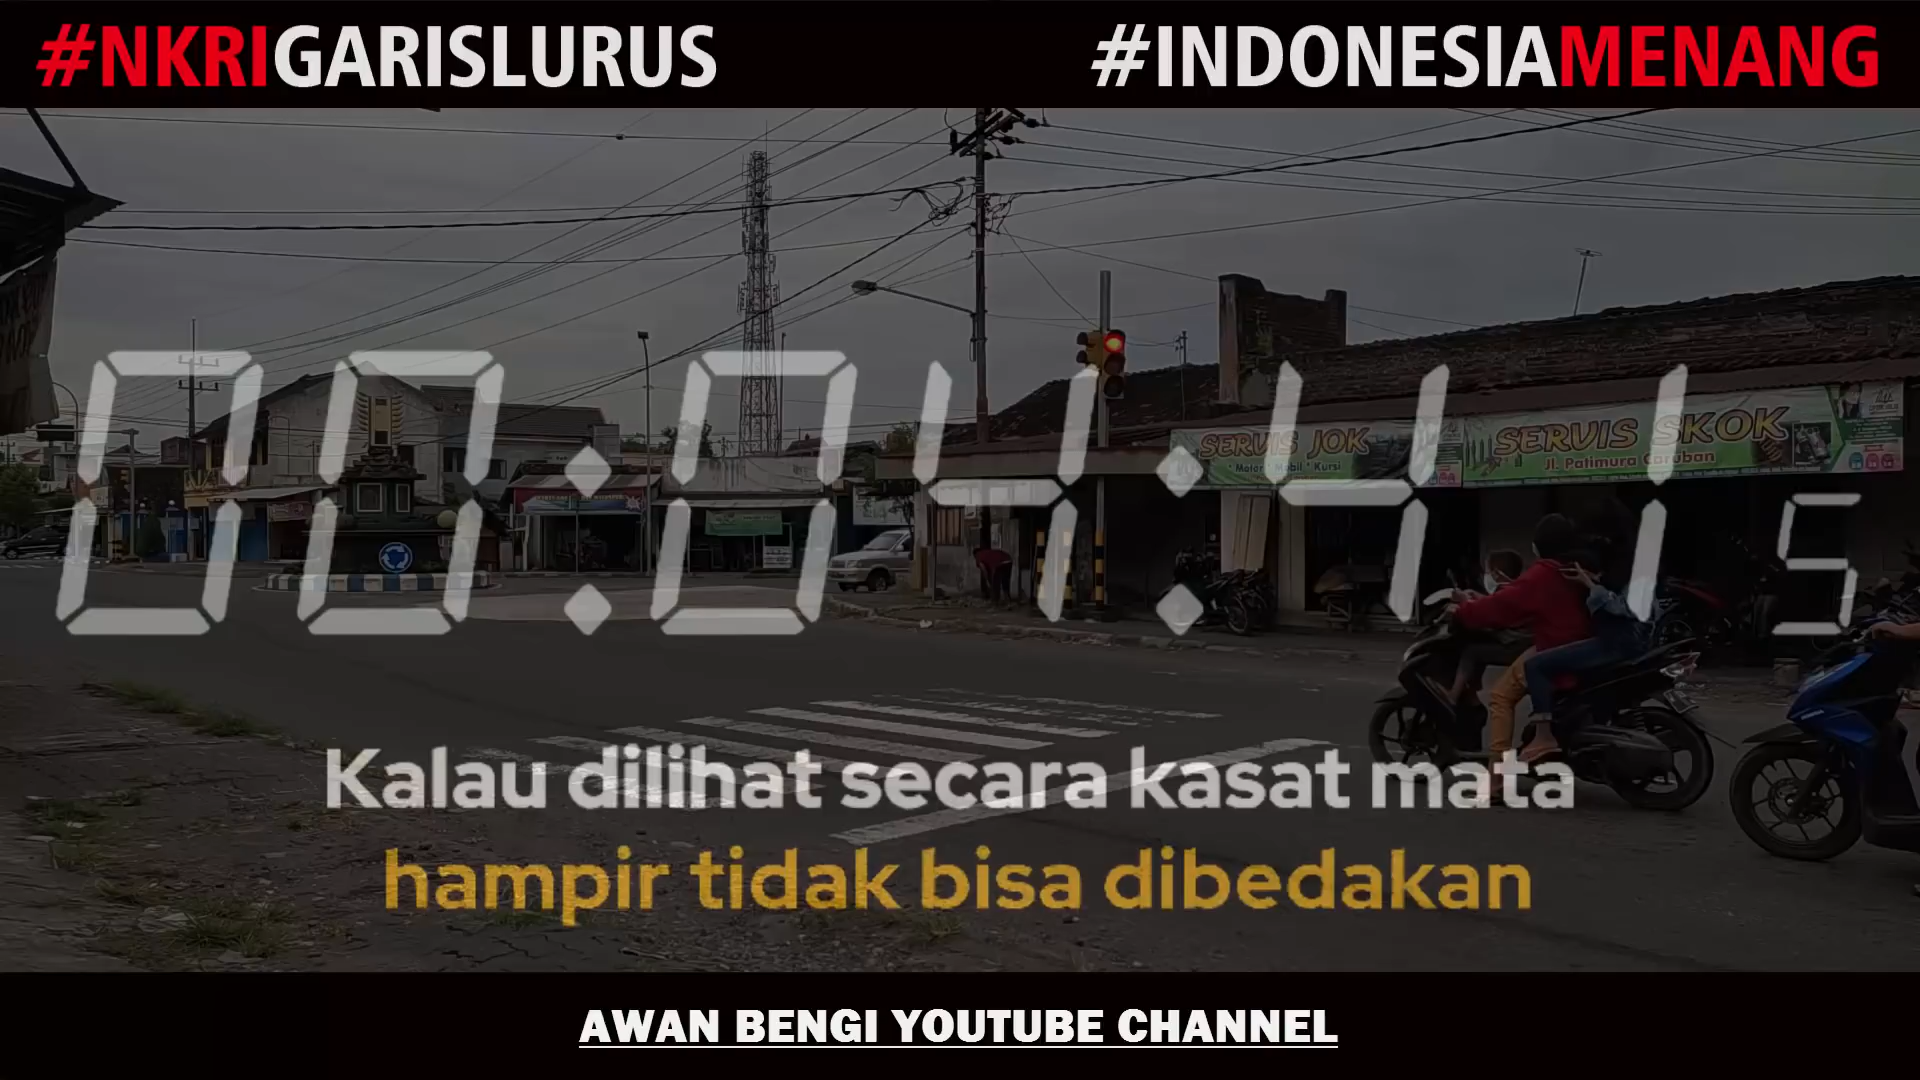 #NKRIGARISLURUS
#INDONESIAMENANG
SERVIS JOK
* Motor * Mobil * Kursi
SERVIS SKOK
Jl. Patimura Caruban
00:04:41 5
Kalau dilihat secara kasat mata
hampir tidak bisa dibedakan
AWAN BENGI YOUTUBE CHANNEL